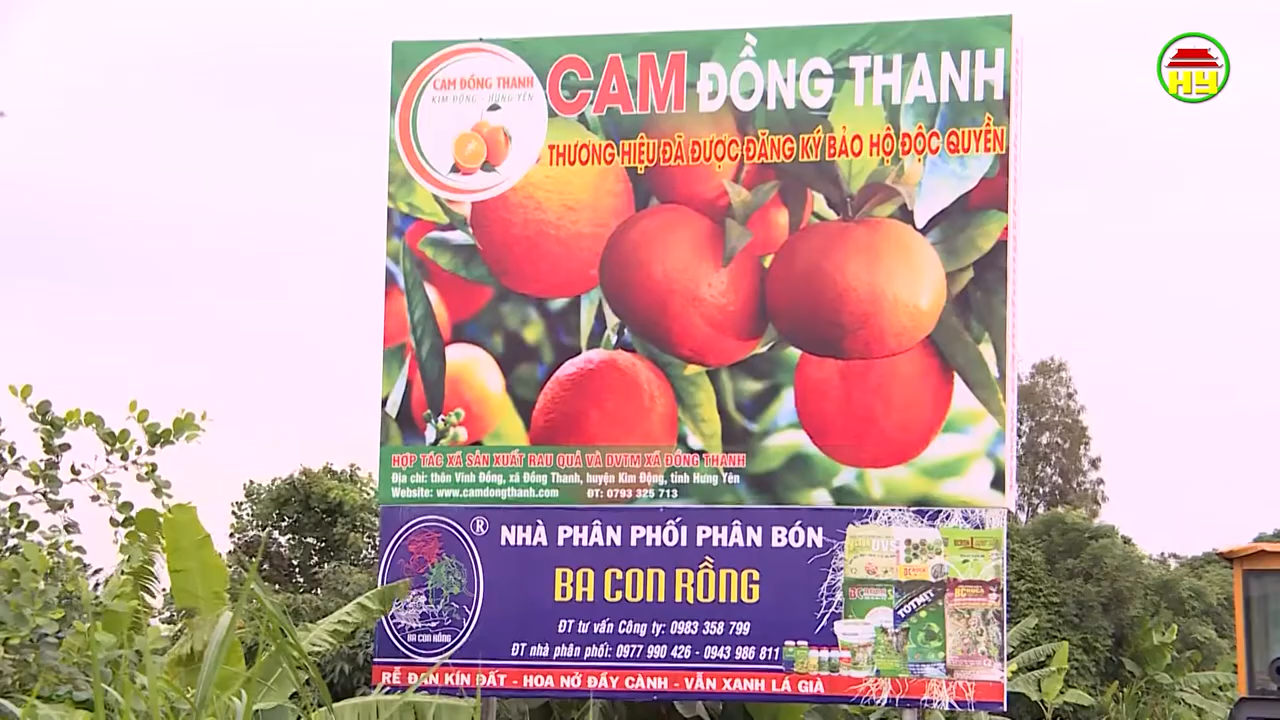 HY
CAM ĐỒNG THANH
KIM ĐỘNG - HƯNG YÊN
CAM ĐỒNG THANH
THƯƠNG HIỆU ĐÃ ĐƯỢC ĐĂNG KÝ BẢO HỘ ĐỘC QUYỀN
HỢP TÁC XÃ SẢN XUẤT RAU QUẢ VÀ DVTM XÃ ĐỒNG THANH
Địa chỉ: thôn Vĩnh Đồng, xã Đồng Thanh, huyện Kim Động, tỉnh Hưng Yên
Website: www.camdongthanh.com ĐT: 0793 325 713
®
BA CON RỒNG
NHÀ PHÂN PHỐI PHÂN BÓN
BA CON RỒNG
ĐT tư vấn Công ty: 0983 358 799
ĐT nhà phân phối: 0977 990 426 - 0943 986 811
TOTMIT
RỄ ĐAN KÍN ĐẤT - HOA NỞ ĐẦY CÀNH - VẪN XANH LÁ GIÀ